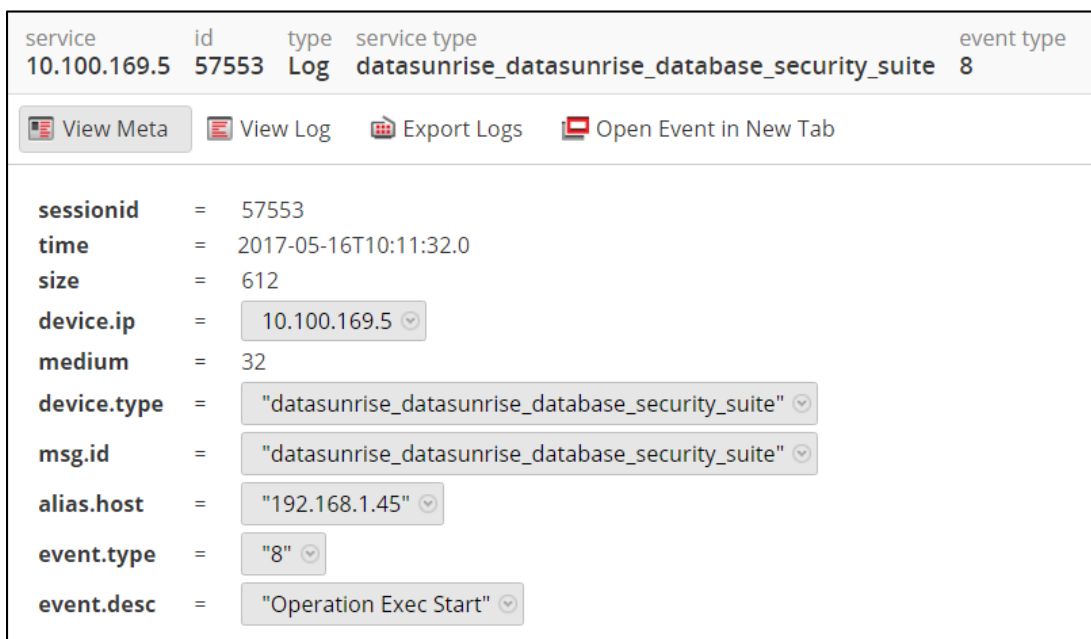 service id type service type event type
10.100.169.5 57553 Log datasunrise_datasunrise_database_security_suite 8
View Meta View Log Export Logs Open Event in New Tab
sessionid = 57553
time = 2017-05-16T10:11:32.0
size = 612
device.ip = 10.100.169.5
medium = 32
device.type = "datasunrise_datasunrise_database_security_suite"
msg.id = "datasunrise_datasunrise_database_security_suite"
alias.host = "192.168.1.45"
event.type = "8"
event.desc = "Operation Exec Start"